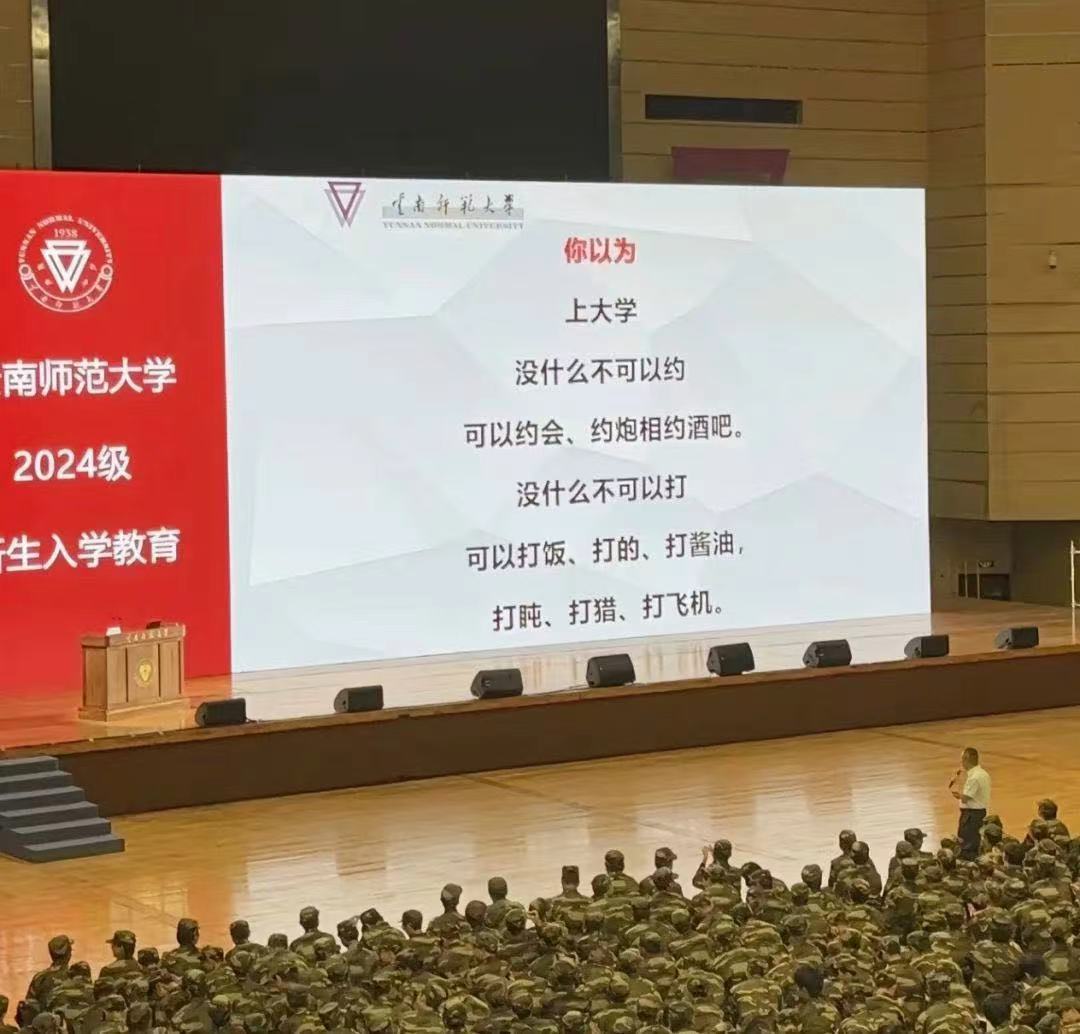 1938
YUNNAN NORMAL UNIVERSITY
南师范大学
2024级
生入学教育
云南师范大学
YUNNAN NORMAL UNIVERSITY
你以为
上大学
没什么不可以约
可以约会、约炮相约酒吧。
没什么不可以打
可以打饭、打的、打酱油，
打盹、打猎、打飞机。